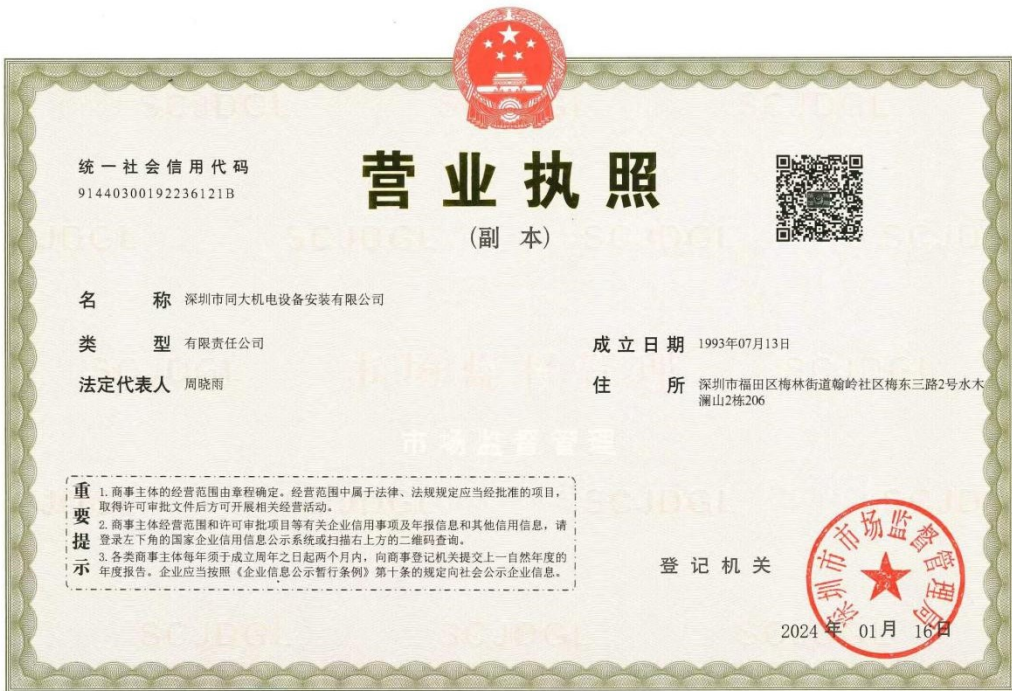 统一社会信用代码
91440300192236121B
营业执照
(副 本)
名 称 深圳市同大机电设备安装有限公司
类 型 有限责任公司
成立日期 1993年07月13日
法定代表人 周晓雨
住 所 深圳市福田区梅林街道翰岭社区梅东三路2号水木
澜山2栋206
市场监督管理
重要提示
1. 商事主体的经营范围由章程确定。经营范围中属于法律、法规规定应当经批准的项目，
取得许可审批文件后方可开展相关经营活动。
2. 商事主体经营范围和许可审批项目等有关企业信用事项及年报信息和其他信用信息，请
登录左下角的国家企业信用信息公示系统或扫描右上方的二维码查询。
3. 各类商事主体每年须于成立周年之日起两个月内，向商事登记机关提交上一自然年度的
年度报告。企业应当按照《企业信息公示暂行条例》第十条的规定向社会公示企业信息。
登记机关
深圳市市场监督管理局
2024 年 01月 16日